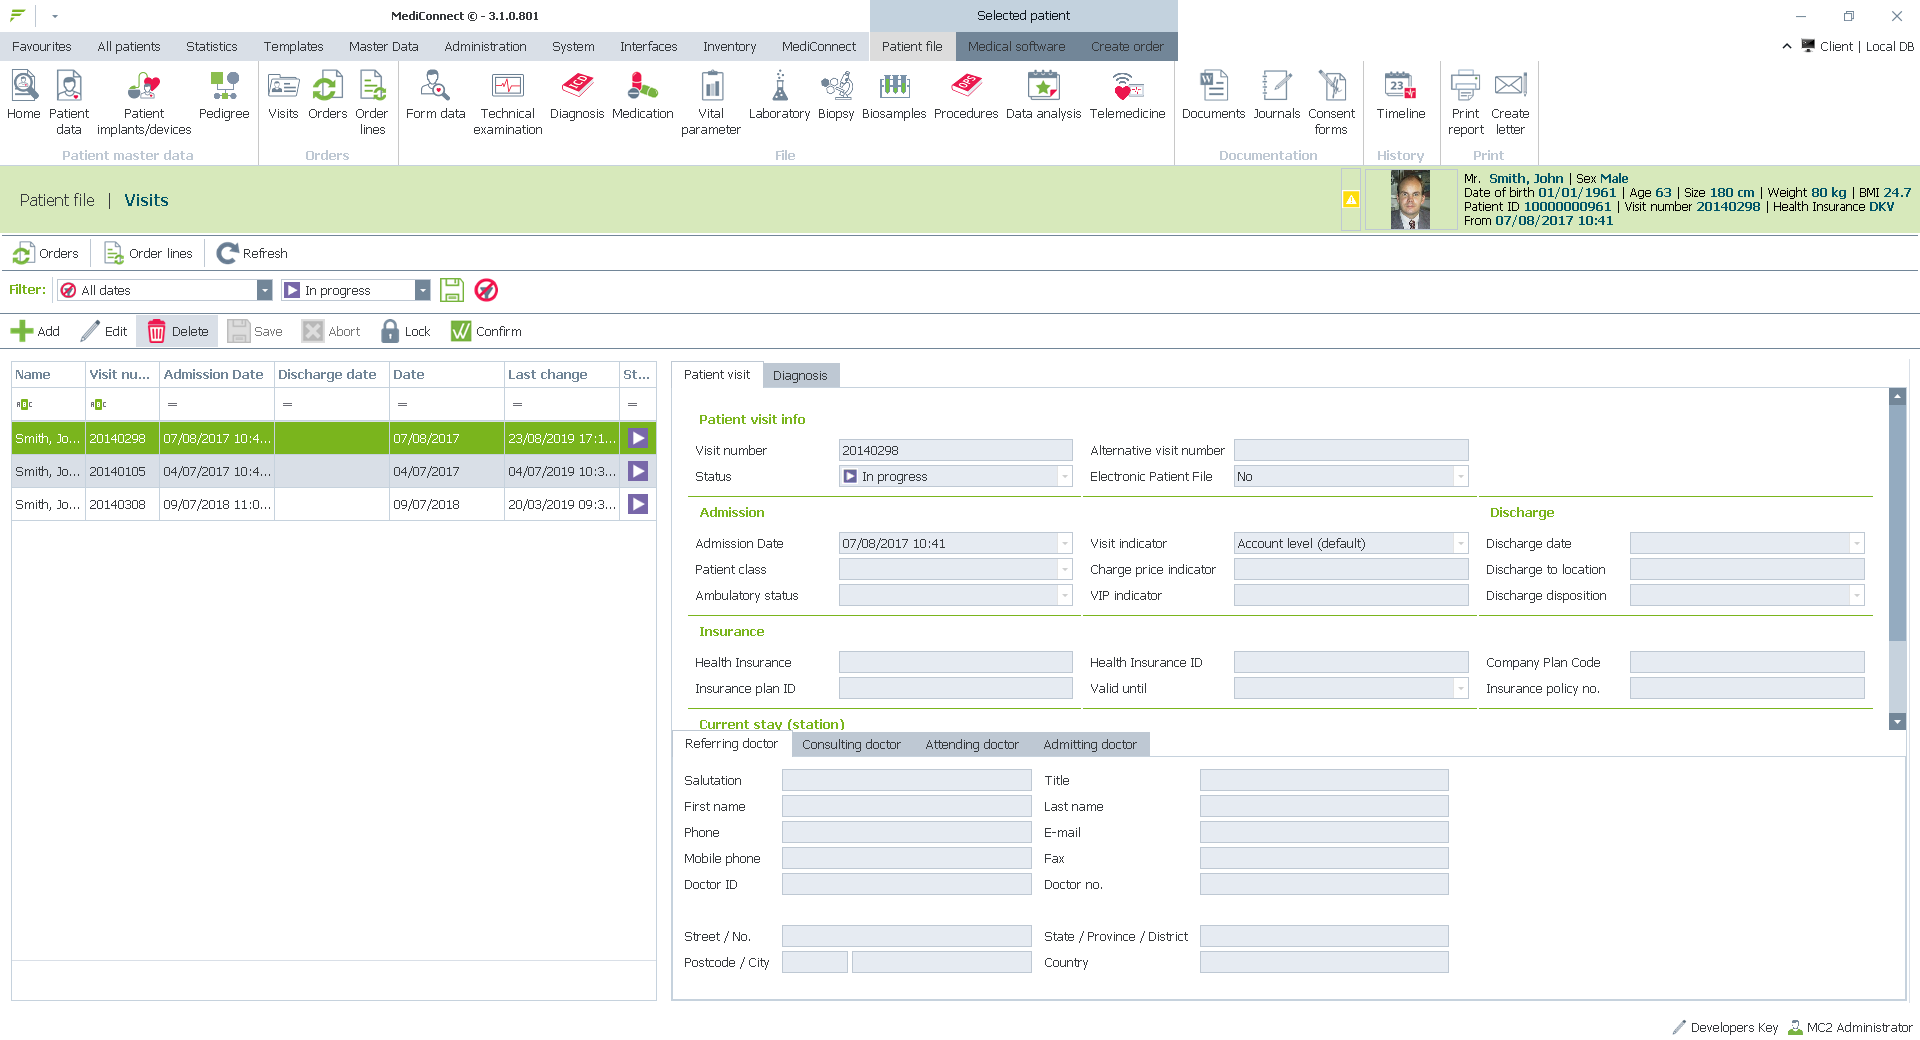 MediConnect © - 3.1.0.801
Selected patient
Favourites All patients Statistics Templates Master Data Administration System Interfaces Inventory MediConnect Patient file Medical software Create order Client | Local DB
Home Patient data Patient implants/devices Pedigree Visits Orders Order lines Form data Technical examination Diagnosis Medication Vital parameter Laboratory Biopsy Biosamples Procedures Data analysis Telemedicine Documents Journals Consent forms Timeline Print report Create letter
Patient master data Orders File Documentation History Print
Patient file | Visits
Mr. Smith, John | Sex Male
Date of birth 01/01/1961 | Age 63 | Size 180 cm | Weight 80 kg | BMI 24.7
Patient ID 10000000961 | Visit number 20140298 | Health Insurance DKV
From 07/08/2017 10:41
Orders Order lines Refresh
Filter: All dates In progress
Add Edit Delete Save Abort Lock Confirm
Name Visit nu... Admission Date Discharge date Date Last change St...
ABC ABC = = = = =
Smith, Jo... 20140298 07/08/2017 10:4... 07/08/2017 23/08/2019 17:1...
Smith, Jo... 20140105 04/07/2017 10:4... 04/07/2017 04/07/2019 10:3...
Smith, Jo... 20140308 09/07/2018 11:0... 09/07/2018 20/03/2019 09:3...
Patient visit Diagnosis
Patient visit info
Visit number 20140298 Alternative visit number
Status In progress Electronic Patient File No
Admission Discharge
Admission Date 07/08/2017 10:41 Visit indicator Account level (default) Discharge date
Patient class Charge price indicator Discharge to location
Ambulatory status VIP indicator Discharge disposition
Insurance
Health Insurance Health Insurance ID Company Plan Code
Insurance plan ID Valid until Insurance policy no.
Current stay (station)
Referring doctor Consulting doctor Attending doctor Admitting doctor
Salutation Title
First name Last name
Phone E-mail
Mobile phone Fax
Doctor ID Doctor no.
Street / No. State / Province / District
Postcode / City Country
Developers Key MC2 Administrator